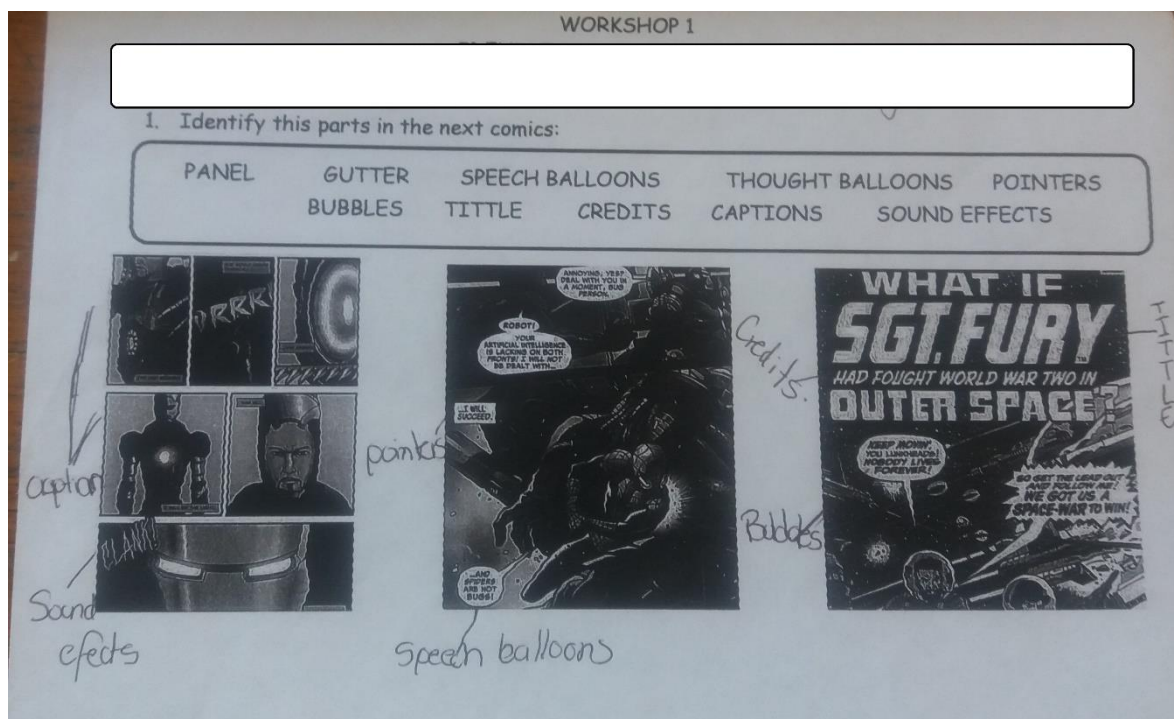 WORKSHOP 1
1. Identify this parts in the next comics:
PANEL GUTTER SPEECH BALLOONS THOUGHT BALLOONS POINTERS
BUBBLES TITTLE CREDITS CAPTIONS SOUND EFFECTS
DRRR
BLANK!
caption
Sound
efects
ANNOYING, YES?
DEAL WITH YOU IN
A MOMENT, BUG
PERSON.
ROBOT!
YOUR
ARTIFICIAL INTELLIGENCE
IS LACKING ON BOTH
FRONTS! I WILL NOT
BE DEALT WITH...
...I WILL
SUCCEED!
...AND
SPIDERS
ARE NOT
BUGS!
pointers
speech balloons
WHAT IF
SGT. FURY
HAD FOUGHT WORLD WAR TWO IN
OUTER SPACE?
KEEP MOVIN',
YOU LUNKHEADS!
NOBODY LIVES
FOREVER!
SO GET THE LEAD OUT
AND FOLLOW ME!
WE GOT US A
SPACE-WAR TO WIN!
Credits.
Bubbles